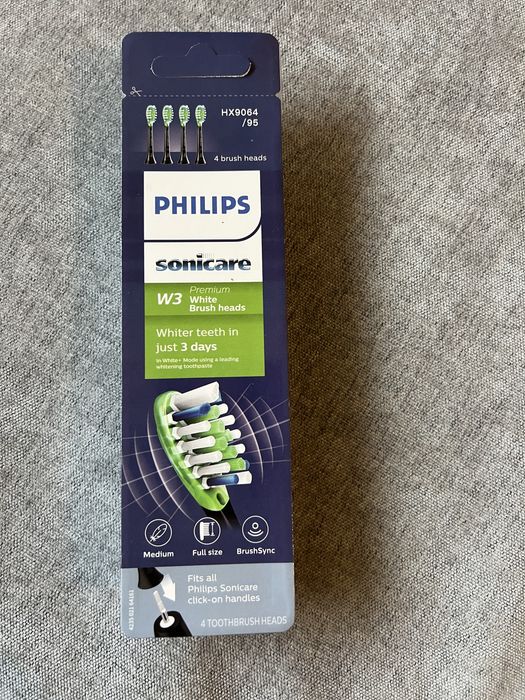 HX9064
/95
4 brush heads
PHILIPS
sonicare
W3
Premium
White
Brush heads
Whiter teeth in
just 3 days
in White+ Mode using a leading
whitening toothpaste
Medium
Full size
BrushSync
Fits all
Philips Sonicare
click-on handles
4 TOOTHBRUSH HEADS